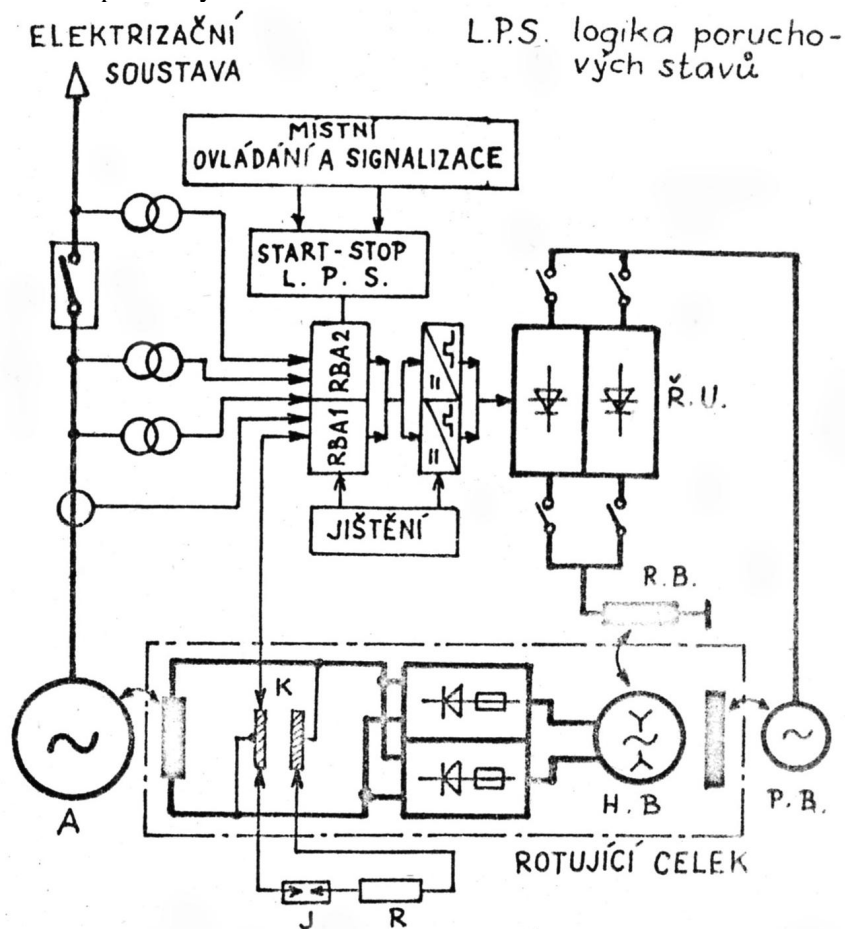 ELEKTRIZAČNÍ
SOUSTAVA
L.P.S. logika porucho-
vých stavů
MÍSTNÍ
OVLÁDÁNÍ A SIGNALIZACE
START-STOP
L. P. S.
RBA2
RBA1
Ř.U.
JIŠTĚNÍ
R.B.
K
A
H.B
P.B.
ROTUJÍCÍ CELEK
J
R